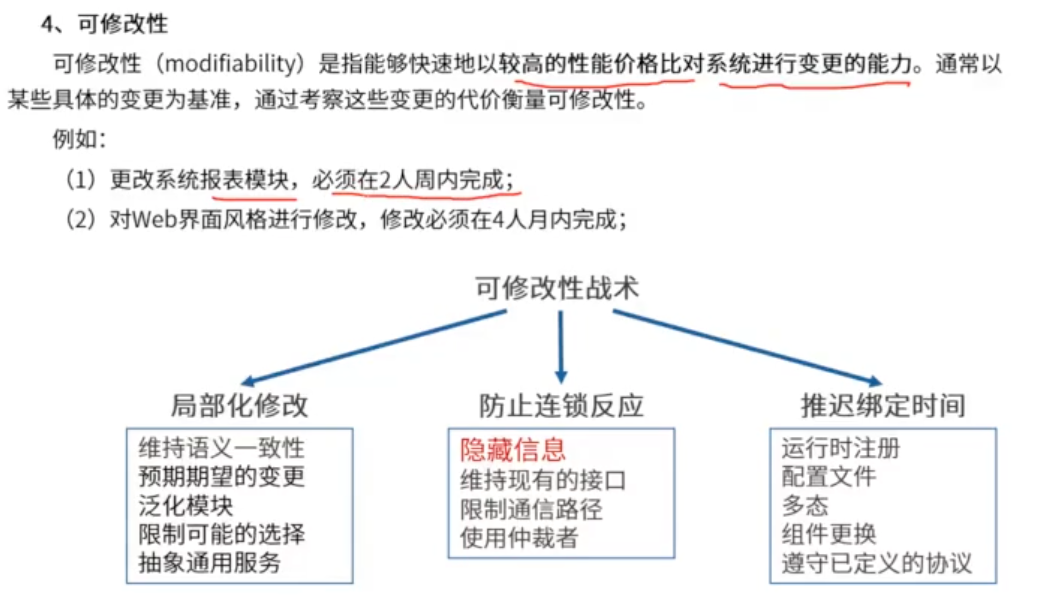 4、可修改性
可修改性（modifiability）是指能够快速地以较高的性能价格比对系统进行变更的能力。通常以
某些具体的变更为基准，通过考察这些变更的代价衡量可修改性。
例如：
（1）更改系统报表模块，必须在2人周内完成；
（2）对Web界面风格进行修改，修改必须在4人月内完成；
可修改性战术
局部化修改
维持语义一致性
预期期望的变更
泛化模块
限制可能的选择
抽象通用服务
防止连锁反应
隐藏信息
维持现有的接口
限制通信路径
使用仲裁者
推迟绑定时间
运行时注册
配置文件
多态
组件更换
遵守已定义的协议